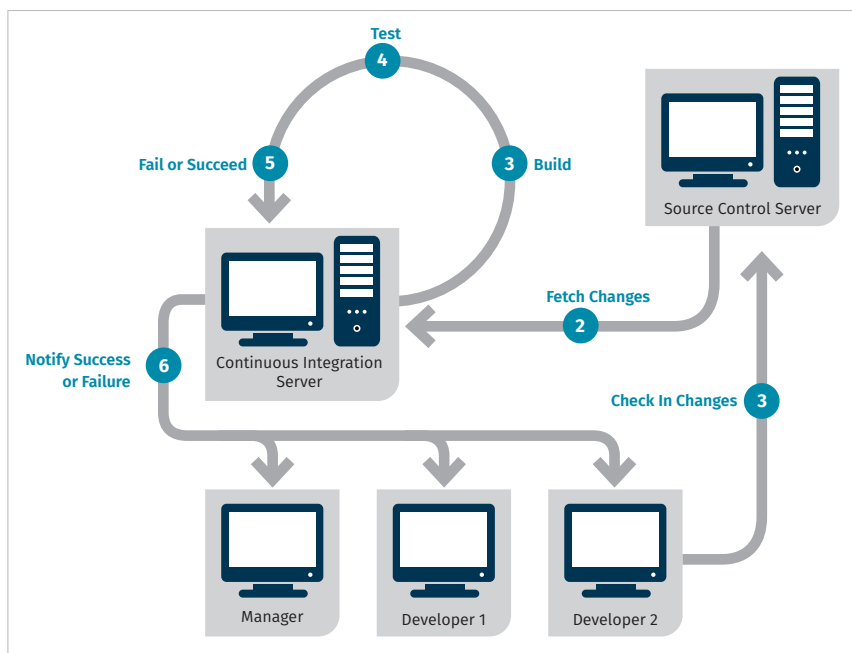 Test
4
Fail or Succeed
5
3
Build
Source Control Server
Fetch Changes
2
Notify Success
or Failure
6
Continuous Integration
Server
Check In Changes
3
Manager
Developer 1
Developer 2